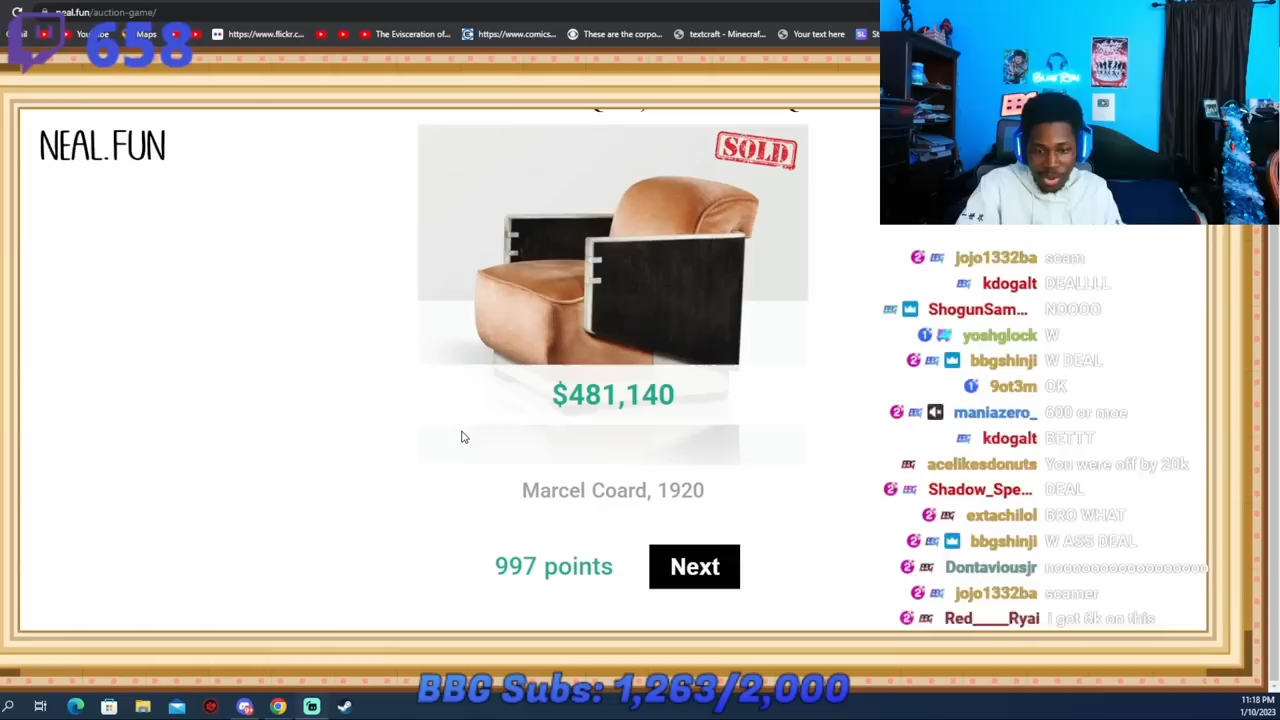 neal.fun/auction-game/
658
Maps
https://www.flickr.c...
The Evisceration of...
https://www.comics...
These are the corpo...
textcraft - Minecraf...
Your text here
NEAL.FUN
SOLD
$481,140
Marcel Coard, 1920
997 points
Next
jojo1332ba scam
kdogalt DEALLLL
ShogunSam... NOOOO
yoshglock W
bbgshinji W DEAL
9ot3m OK
maniazero_ 600 or moe
kdogalt BETTT
acelikesdonuts You were off by 20k
Shadow_Spe... DEAL
extachilol BRO WHAT
bbgshinji W ASS DEAL
Dontaviousjr
jojo1332ba scamer
Red____Ryai i got 6k on this
BBG Subs: 1,263/2,000
11:18 PM
1/10/2023